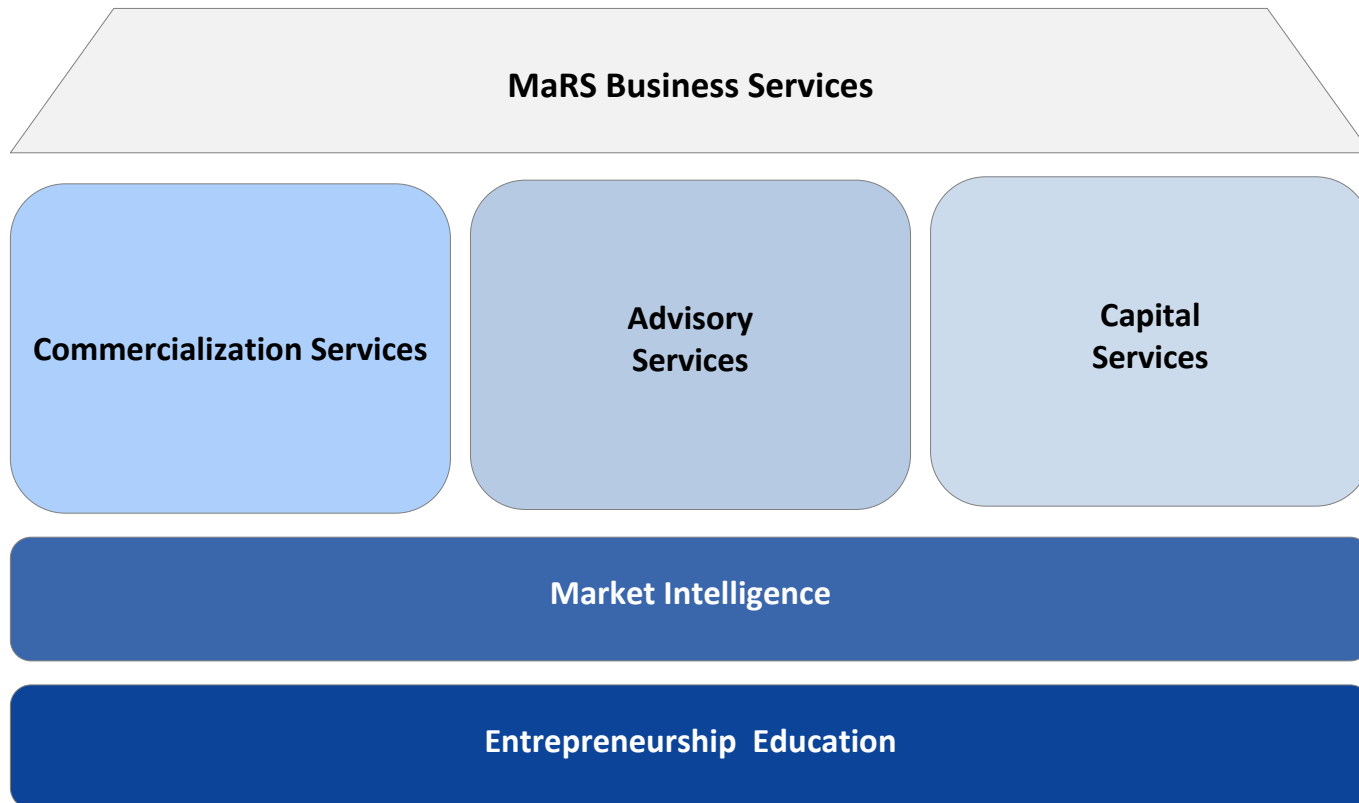 MaRS Business Services
Commercialization Services
Advisory
Services
Capital
Services
Market Intelligence
Entrepreneurship  Education